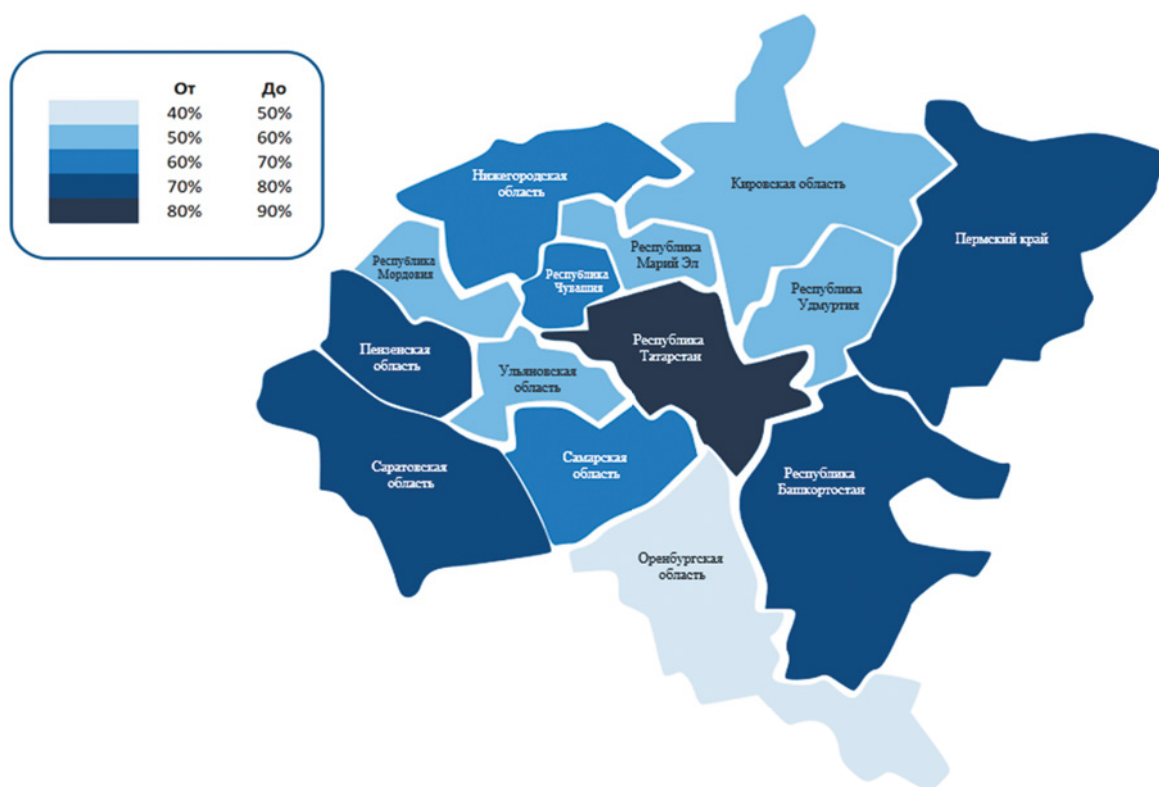 От До
40% 50%
50% 60%
60% 70%
70% 80%
80% 90%
Нижегородская
область
Кировская область
Пермский край
Республика
Мордовия
Республика
Чувашия
Республика
Марий Эл
Республика
Удмуртия
Пензенская
область
Ульяновская
область
Республика
Татарстан
Саратовская
область
Самарская
область
Республика
Башкортостан
Оренбургская
область